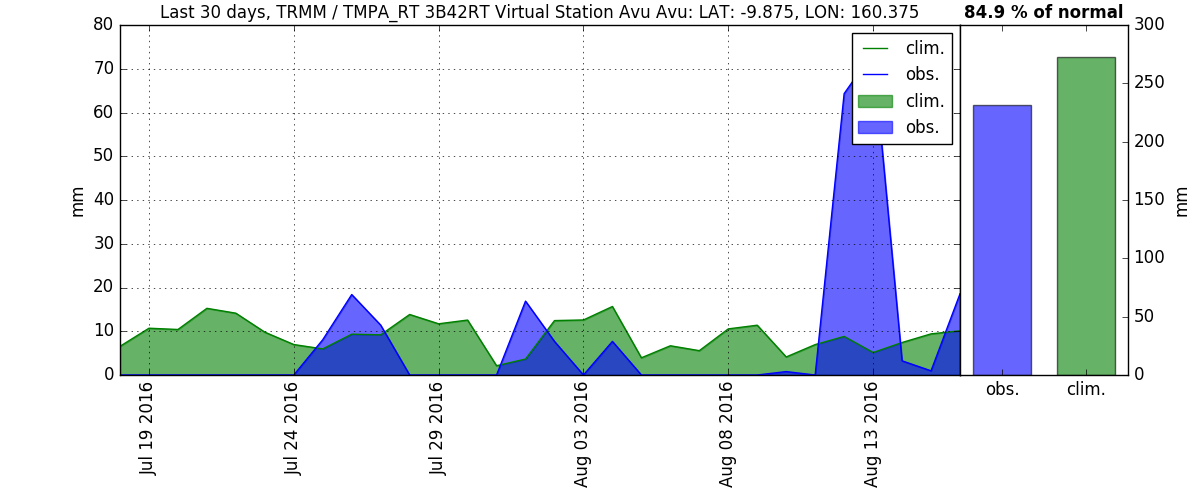 Last 30 days, TRMM / TMPA_RT 3B42RT Virtual Station Avu Avu: LAT: -9.875, LON: 160.375
84.9 % of normal
80
70
60
50
40
30
20
10
0
mm
clim.
obs.
clim.
obs.
300
250
200
150
100
50
0
mm
obs.
clim.
Jul 19 2016
Jul 24 2016
Jul 29 2016
Aug 03 2016
Aug 08 2016
Aug 13 2016